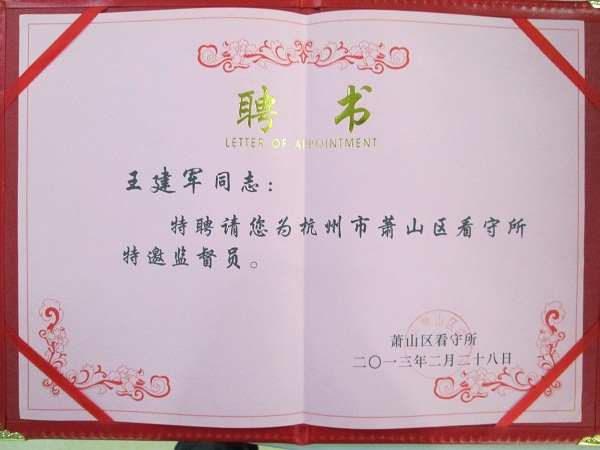 聘书
LETTER OF APPOINTMENT
王建军同志：
特聘请您为杭州市萧山区看守所
特邀监督员。
萧山区看守所
二〇一三年二月二十八日